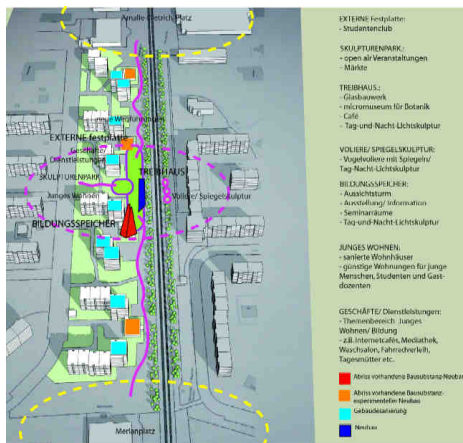 Amalie-Dietrich-Platz
neue Wegführungen
EXTERNE Festplatte
Geschäfte/
Dienstleistungen
TREIBHAUS
SKULPTURENPARK
Junges Wohnen
Voliere/ Spiegelskulptur
BILDUNGSSPEICHER
Merianplatz
EXTERNE Festplatte:
- Studentenclub
SKULPTURENPARK:
- open air Veranstaltungen
- Märkte
TREIBHAUS.:
- Glasbauwerk
- micromuseum für Botanik
- Café
- Tag-und-Nacht-Lichtskulptur
VOLIERE/ SPIEGELSKULPTUR:
- Vogelvoliere mit Spiegeln/
Tag-Nacht-Lichtskulptur
BILDUNGSSPEICHER:
- Aussichtsturm
- Ausstellung/ Information
- Seminarräume
- Tag-und-Nacht-Lichtskulptur
JUNGES WOHNEN:
- sanierte Wohnhäuser
- günstige Wohnungen für junge
Menschen, Studenten und Gast-
dozenten
GESCHÄFTE/ Dienstleistungen:
- Themenbereich Junges
Wohnen/ Bildung
- z.B. Internetcafés, Mediathek,
Waschsalon, Fahrradverleih,
Tagesmütter etc.
Abriss vorhandene Bausubstanz-Neubau
Abriss vorhandene Bausubstanz-
experimenteller Neubau
Gebäudesanierung
Neubau